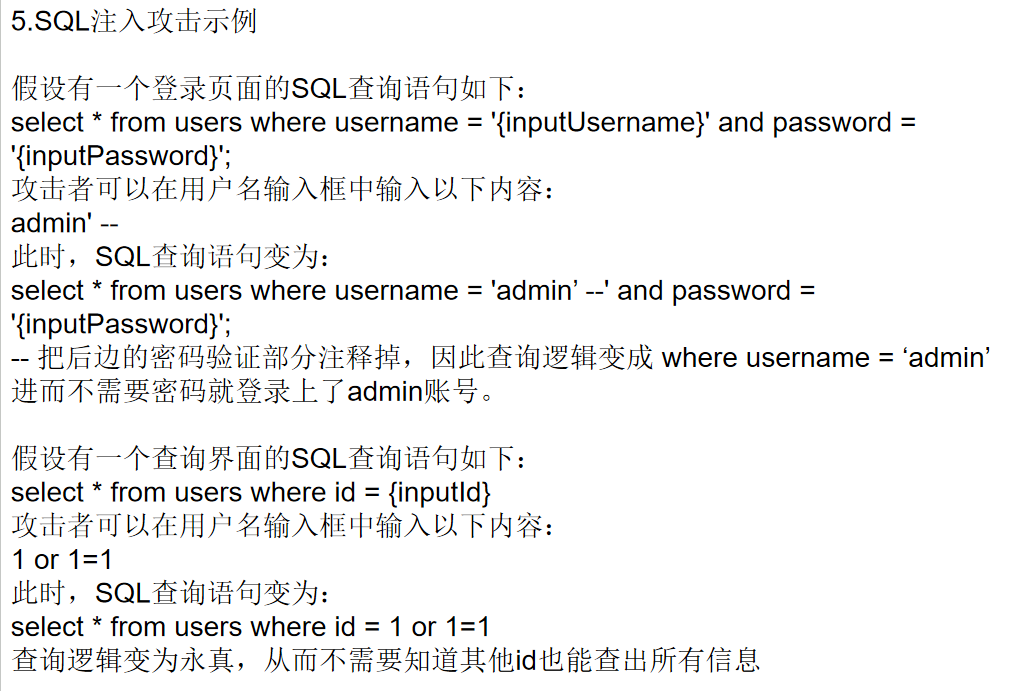 5.SQL注入攻击示例
假设有一个登录页面的SQL查询语句如下：
select * from users where username = '{inputUsername}' and password =
'{inputPassword}';
攻击者可以在用户名输入框中输入以下内容：
admin' --
此时，SQL查询语句变为：
select * from users where username = 'admin’ --' and password =
'{inputPassword}';
-- 把后边的密码验证部分注释掉，因此查询逻辑变成 where username = ‘admin’
进而不需要密码就登录上了admin账号。
假设有一个查询界面的SQL查询语句如下：
select * from users where id = {inputId}
攻击者可以在用户名输入框中输入以下内容：
1 or 1=1
此时，SQL查询语句变为：
select * from users where id = 1 or 1=1
查询逻辑变为永真，从而不需要知道其他id也能查出所有信息